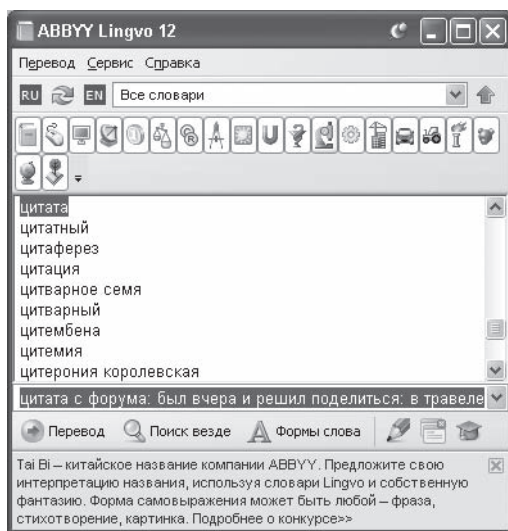 ABBYY Lingvo 12
Перевод Сервис Справка
RU EN Все словари
цитата
цитатный
цитаферез
цитация
цитварное семя
цитварный
цитембена
цитемия
цитерония королевская
цитата с форума: был вчера и решил поделиться: в травеле
Перевод Поиск везде Формы слова
Tai Bi – китайское название компании ABBYY. Предложите свою
интерпретацию названия, используя словари Lingvo и собственную
фантазию. Форма самовыражения может быть любой – фраза,
стихотворение, картинка. Подробнее о конкурсе>>